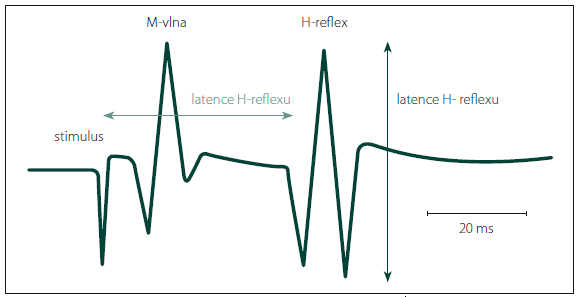 M-vlna
H-reflex
latence H-reflexu
latence H- reflexu
stimulus
20 ms